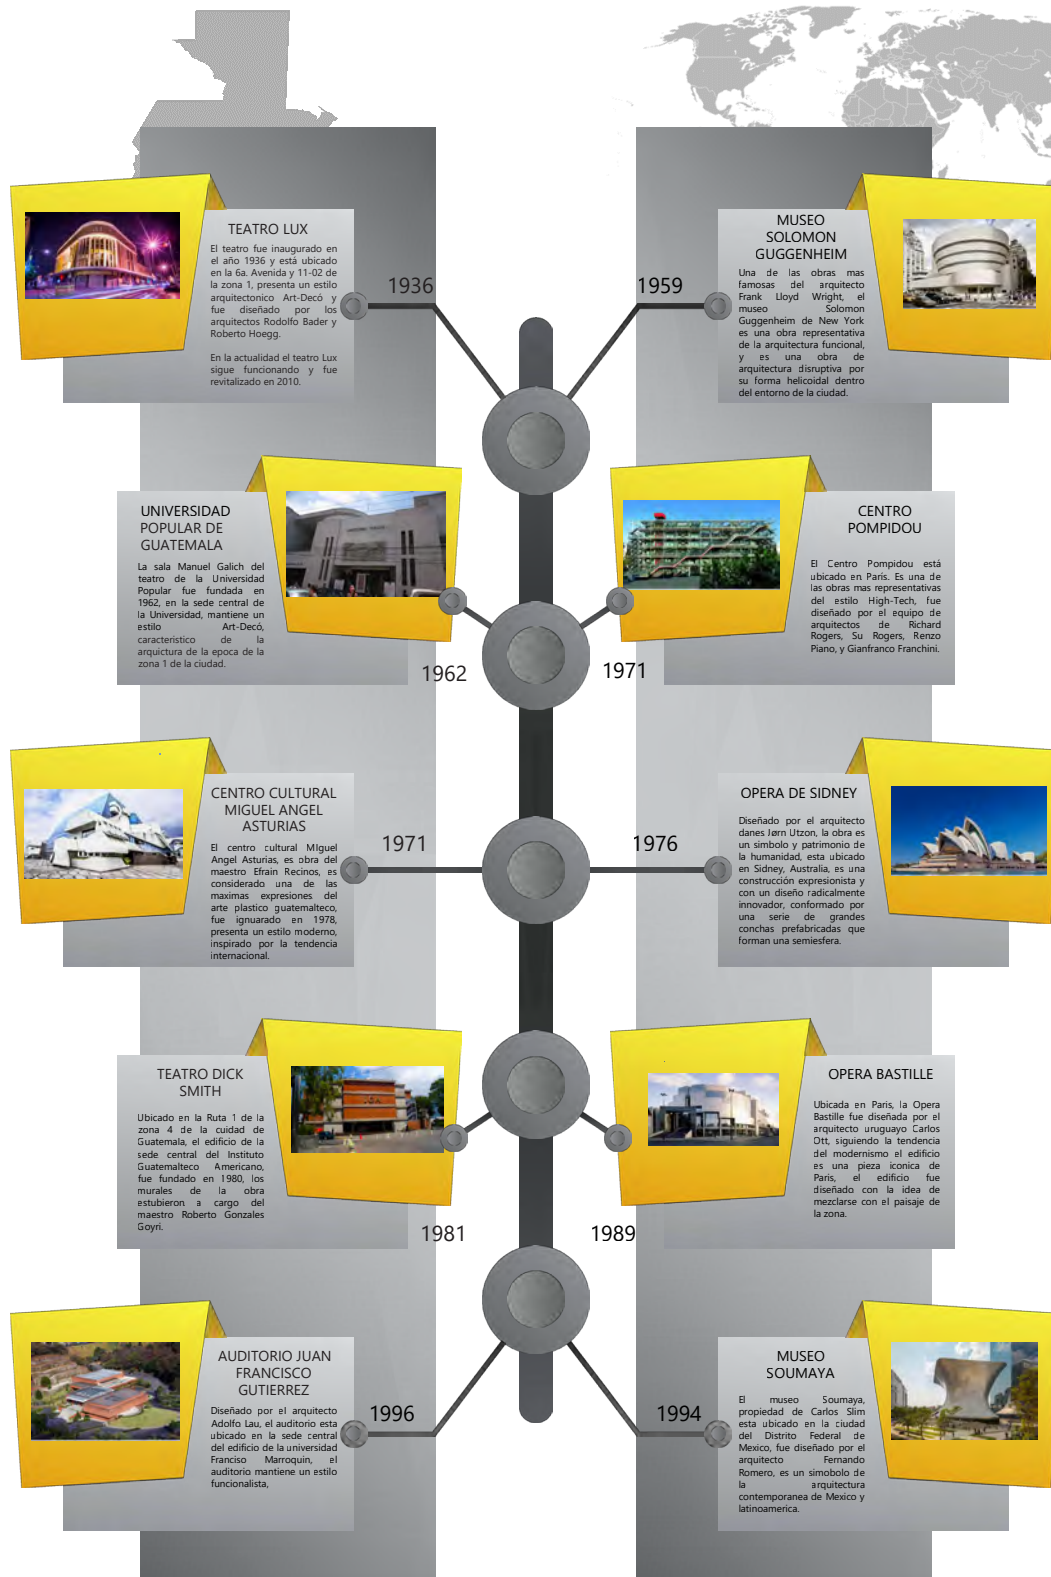 TEATRO LUX
El teatro fue inaugurado en
el año 1936 y está ubicado
en la 6a. Avenida y 11-02 de
la zona 1, presenta un estilo
arquitectonico Art-Decó y
fue diseñado por los
arquitectos Rodolfo Bader y
Roberto Hoegg.
En la actualidad el teatro Lux
sigue funcionando y fue
revitalizado en 2010.
1936
1959
MUSEO
SOLOMON
GUGGENHEIM
Una de las obras mas
famosas del arquitecto
Frank Lloyd Wright, el
museo Solomon
Guggenheim de New York
es una obra representativa
de la arquitectura funcional,
y es una obra de
arquitectura disruptiva por
su forma helicoidal dentro
del entorno de la ciudad.
UNIVERSIDAD
POPULAR DE
GUATEMALA
La sala Manuel Galich del
teatro de la Universidad
Popular fue fundada en
1962, en la sede central de
la Universidad, mantiene un
estilo Art-Decó,
caracteristico de la
arquictura de la epoca de la
zona 1 de la ciudad.
1962
1971
CENTRO
POMPIDOU
El Centro Pompidou está
ubicado en Paris. Es una de
las obras mas representativas
del estilo High-Tech, fue
diseñado por el equipo de
arquitectos de Richard
Rogers, Su Rogers, Renzo
Piano, y Gianfranco Franchini.
CENTRO CULTURAL
MIGUEL ANGEL
ASTURIAS
El centro cultural MIguel
Angel Asturias, es obra del
maestro Efrain Recinos, es
considerado una de las
maximas expresiones del
arte plastico guatemalteco,
fue ignuarado en 1978,
presenta un estilo moderno,
inspirado por la tendencia
internacional.
1971
1976
OPERA DE SIDNEY
Diseñado por el arquitecto
danes Jørn Utzon, la obra es
un simbolo y patrimonio de
la humanidad, esta ubicado
en Sidney, Australia, es una
construcción expresionista y
con un diseño radicalmente
innovador, conformado por
una serie de grandes
conchas prefabricadas que
forman una semiesfera.
TEATRO DICK
SMITH
Ubicado en la Ruta 1 de la
zona 4 de la cuidad de
Guatemala, el edificio de la
sede central del Instituto
Guatemalteco Americano,
fue fundado en 1980, los
murales de la obra
estubieron a cargo del
maestro Roberto Gonzales
Goyri.
1981
1989
OPERA BASTILLE
Ubicada en Paris, la Opera
Bastille fue diseñada por el
arquitecto uruguayo Carlos
Ott, siguiendo la tendencia
del modernismo el edificio
es una pieza iconica de
Paris, el edificio fue
diseñado con la idea de
mezclarse con el paisaje de
la zona.
AUDITORIO JUAN
FRANCISCO
GUTIERREZ
Diseñado por el arquitecto
Adolfo Lau, el auditorio esta
ubicado en la sede central
del edificio de la universidad
Franciso Marroquin, el
auditorio mantiene un estilo
funcionalista,
1996
1994
MUSEO
SOUMAYA
El museo Soumaya,
propiedad de Carlos Slim
esta ubicado en la ciudad
del Distrito Federal de
Mexico, fue diseñado por el
arquitecto Fernando
Romero, es un simobolo de
la arquitectura
contemporanea de Mexico y
latinoamerica.